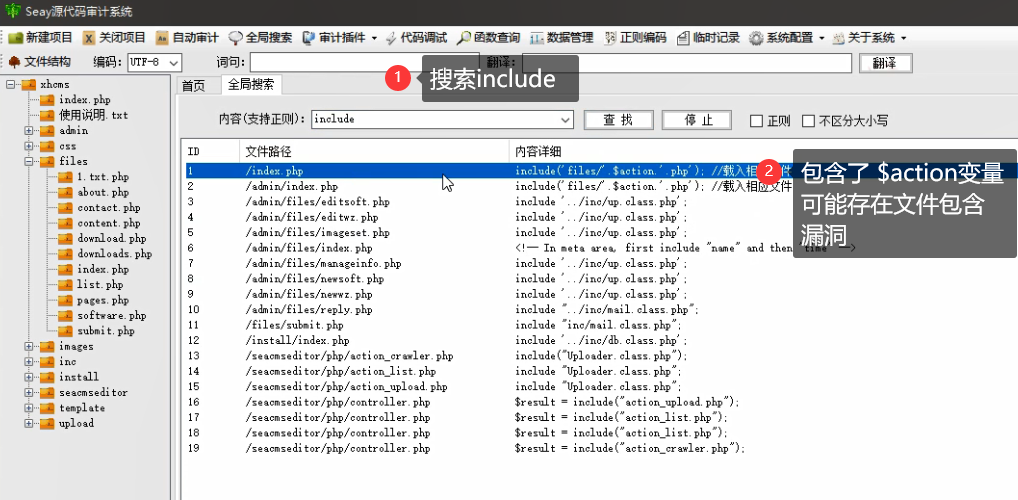 Seay源代码审计系统
新建项目 关闭项目 自动审计 全局搜索 审计插件 代码调试 函数查询 数据管理 正则编码 临时记录 系统配置 关于系统
文件结构 编码: UTF-8 词句: 翻译: 翻译
1 搜索include
首页 全局搜索
内容(支持正则): include 查 找 停 止 正则 不区分大小写
xhcms
index.php
使用说明.txt
admin
css
files
1.txt.php
about.php
contact.php
content.php
download.php
downloads.php
index.php
list.php
pages.php
software.php
submit.php
images
inc
install
seacmseditor
template
upload
ID 文件路径 内容详细
1 /index.php include('files/'.$action.'.php'); //载入相应文件
2 /admin/index.php include('files/'.$action.'.php'); //载入相应文件
3 /admin/files/editsoft.php include '../inc/up.class.php';
4 /admin/files/editwz.php include '../inc/up.class.php';
5 /admin/files/imageset.php include '../inc/up.class.php';
6 /admin/files/index.php <!-- In meta area, first include "name" and then "time" -->
7 /admin/files/manageinfo.php include '../inc/up.class.php';
8 /admin/files/newsoft.php include '../inc/up.class.php';
9 /admin/files/newwz.php include '../inc/up.class.php';
10 /admin/files/reply.php include "../inc/mail.class.php";
11 /files/submit.php include "inc/mail.class.php";
12 /install/index.php include '../inc/db.class.php';
13 /seacmseditor/php/action_crawler.php include("Uploader.class.php");
14 /seacmseditor/php/action_list.php include "Uploader.class.php";
15 /seacmseditor/php/action_upload.php include "Uploader.class.php";
16 /seacmseditor/php/controller.php $result = include("action_upload.php");
17 /seacmseditor/php/controller.php $result = include("action_list.php");
18 /seacmseditor/php/controller.php $result = include("action_list.php");
19 /seacmseditor/php/controller.php $result = include("action_crawler.php");
2 包含了 $action变量
可能存在文件包含
漏洞